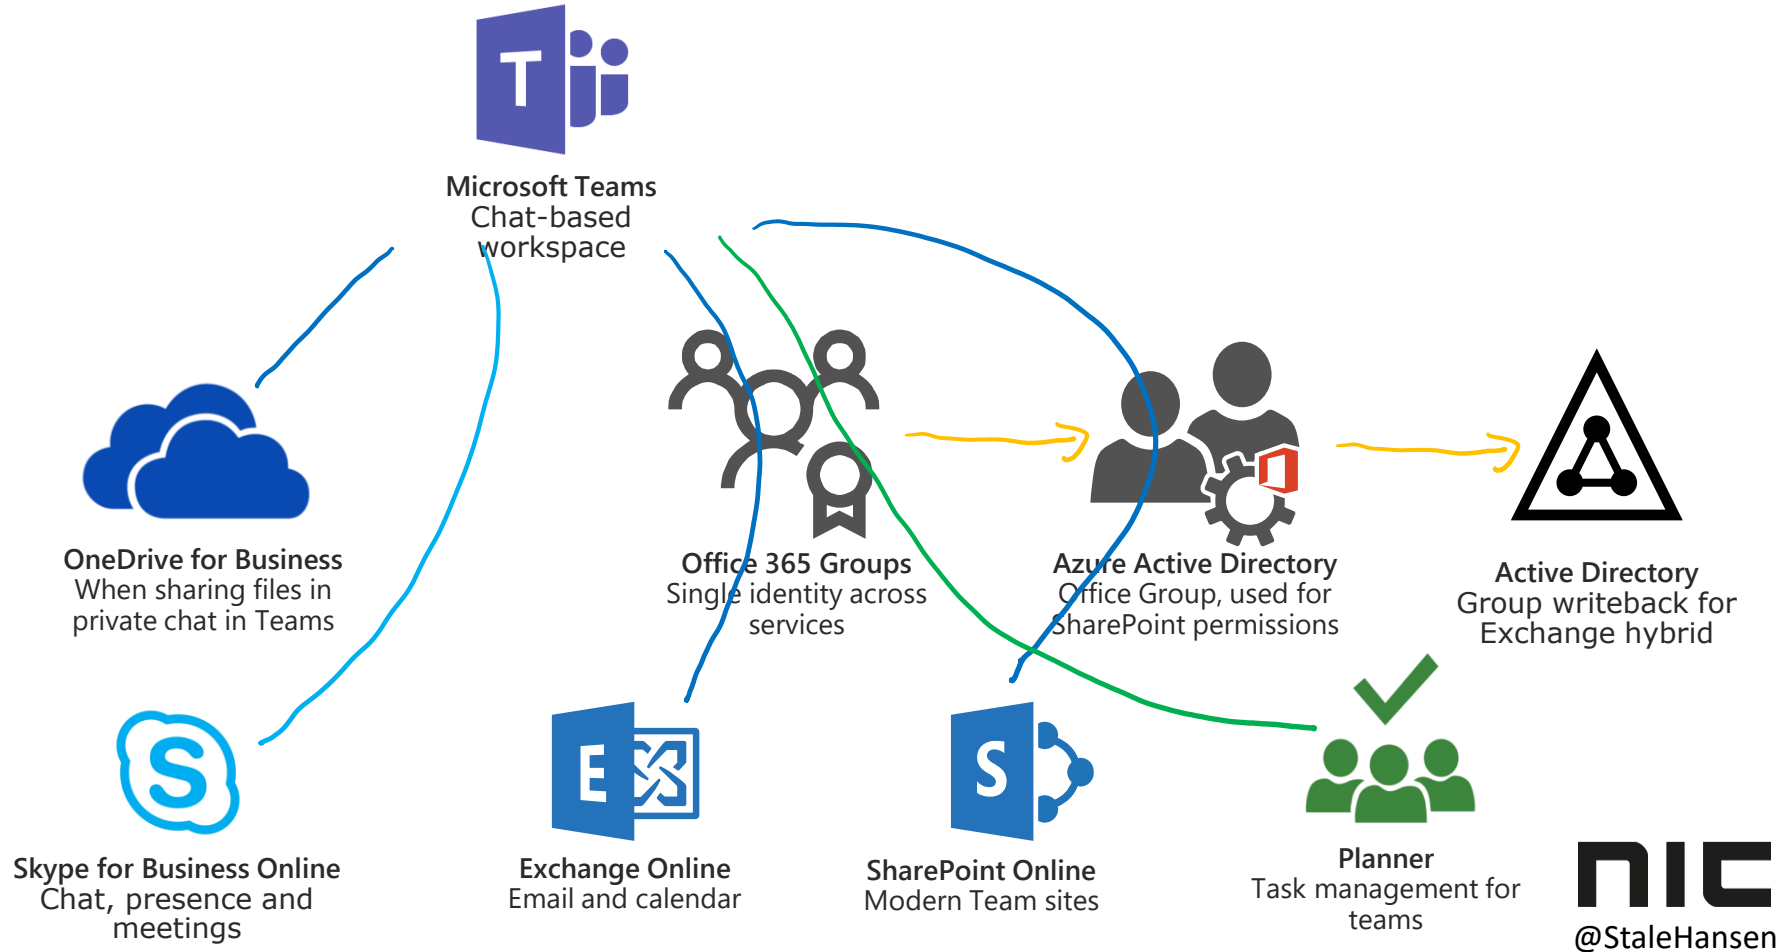 T
Microsoft Teams
Chat-based
workspace
OneDrive for Business
When sharing files in
private chat in Teams
Office 365 Groups
Single identity across
services
Azure Active Directory
Office Group, used for
SharePoint permissions
Active Directory
Group writeback for
Exchange hybrid
S
Skype for Business Online
Chat, presence and
meetings
E
Exchange Online
Email and calendar
S
SharePoint Online
Modern Team sites
Planner
Task management for
teams
NIC
@StaleHansen